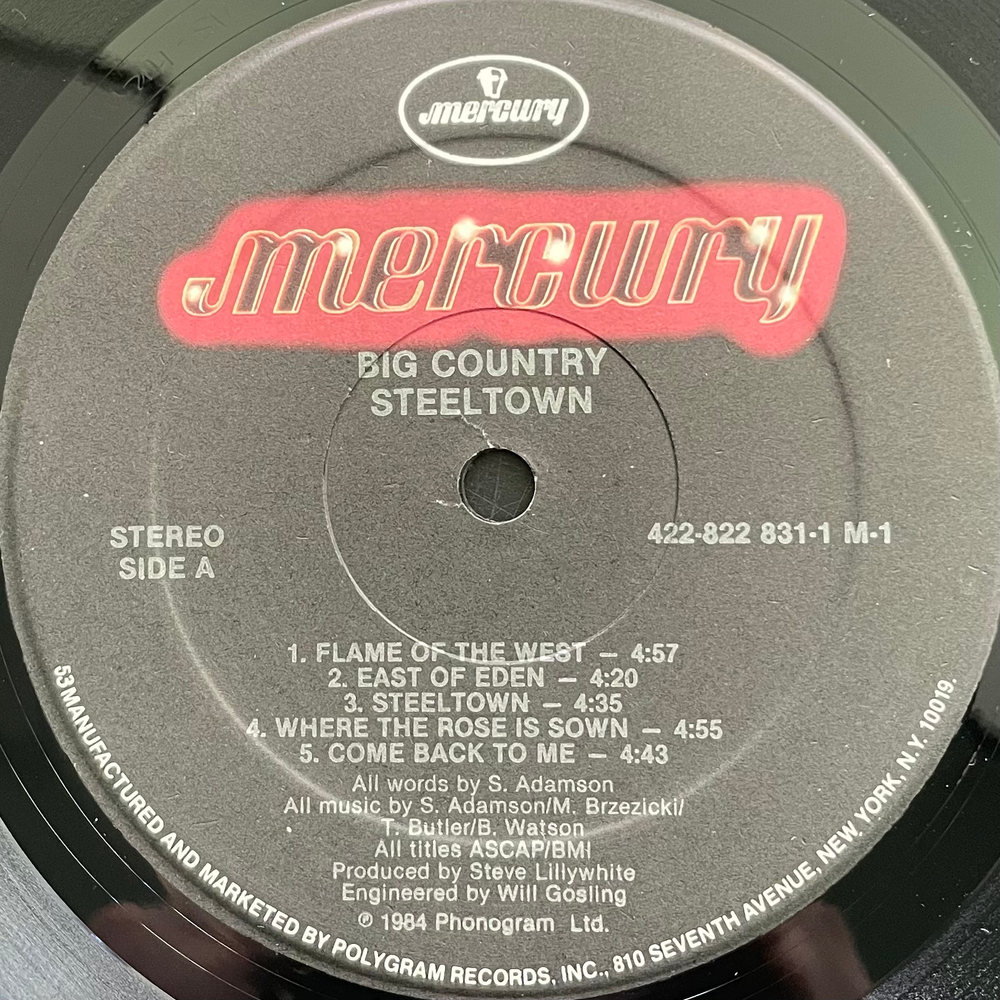 mercury
mercury
BIG COUNTRY
STEELTOWN
STEREO
SIDE A
422-822 831-1 M-1
1. FLAME OF THE WEST — 4:57
2. EAST OF EDEN — 4:20
3. STEELTOWN — 4:35
4. WHERE THE ROSE IS SOWN — 4:55
5. COME BACK TO ME — 4:43
All words by S. Adamson
All music by S. Adamson/M. Brzezicki/
T. Butler/B. Watson
All titles ASCAP/BMI
Produced by Steve Lillywhite
Engineered by Will Gosling
℗ 1984 Phonogram Ltd.
53 MANUFACTURED AND MARKETED BY POLYGRAM RECORDS, INC., 810 SEVENTH AVENUE, NEW YORK, N.Y. 10019.